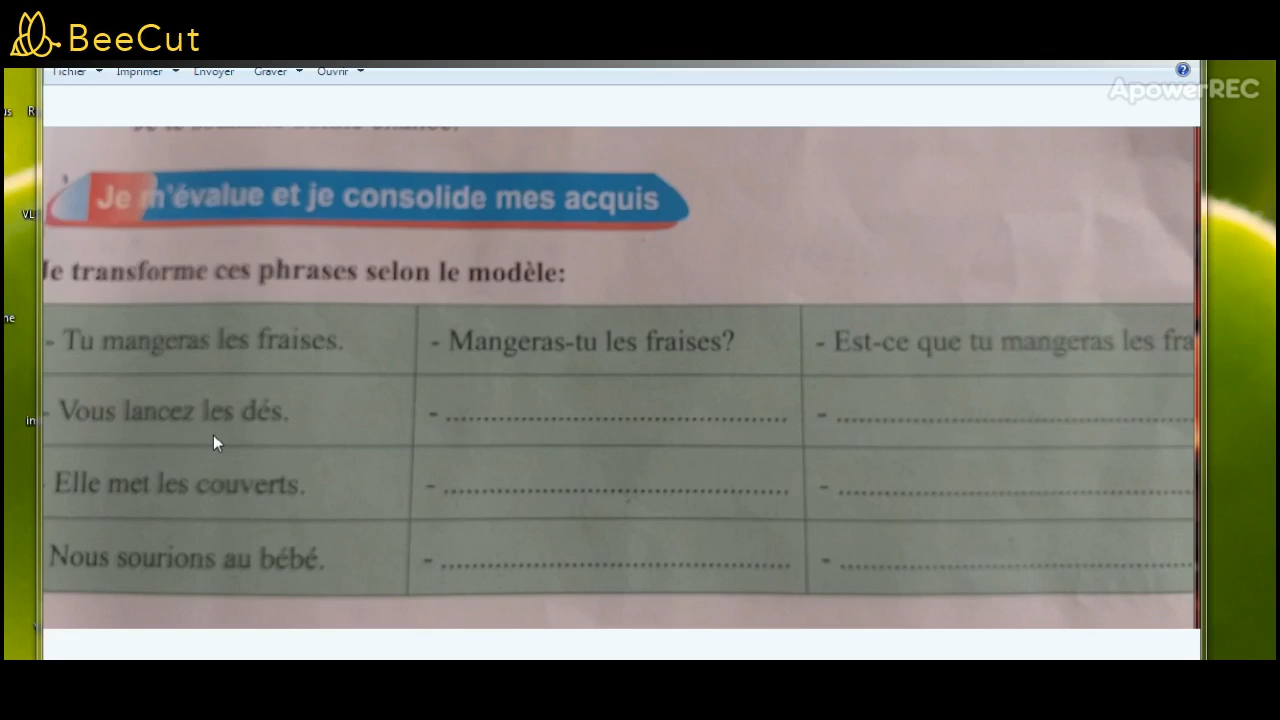 BeeCut
Fichier Imprimer Envoyer Graver Ouvrir
ApowerREC
Je m'évalue et je consolide mes acquis
Je transforme ces phrases selon le modèle:
- Tu mangeras les fraises. - Mangeras-tu les fraises? - Est-ce que tu mangeras les fra
- Vous lancez les dés. - ........................................ - ........................................
Elle met les couverts. - ........................................ - ........................................
Nous sourions au bébé. - ........................................ - ........................................